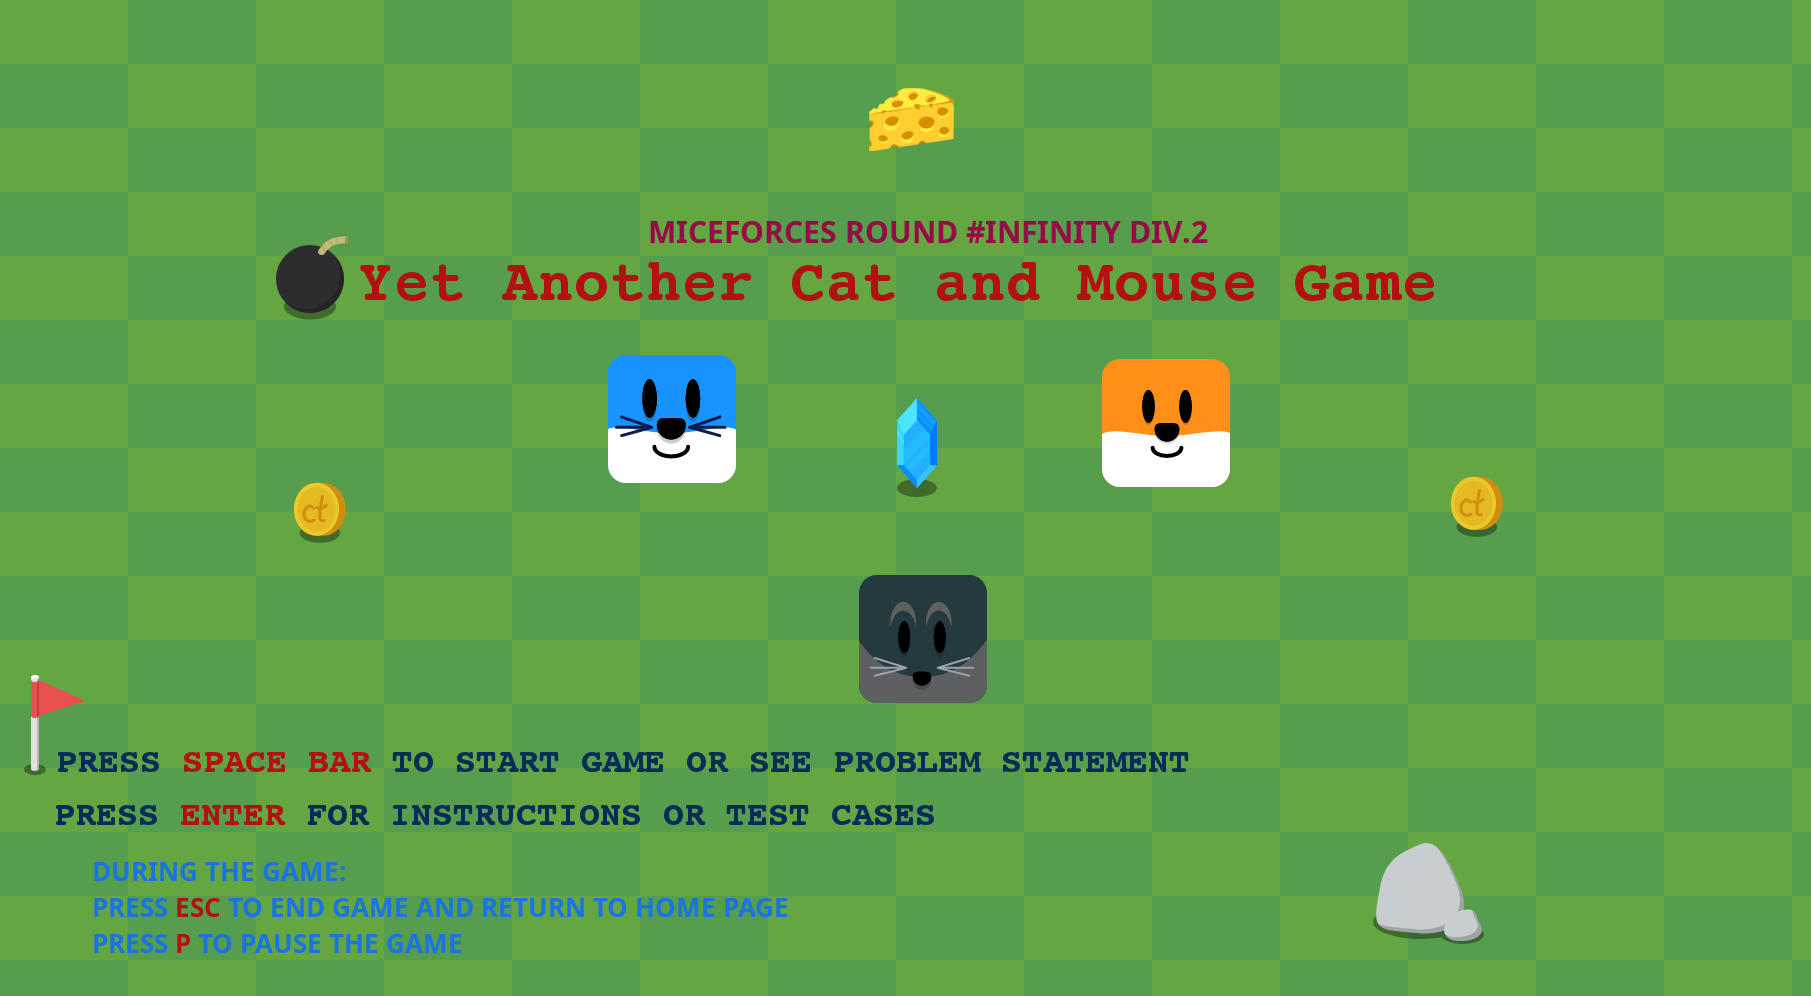 MICEFORCES ROUND #INFINITY DIV.2
Yet Another Cat and Mouse Game
ct
ct
PRESS SPACE BAR TO START GAME OR SEE PROBLEM STATEMENT
PRESS ENTER FOR INSTRUCTIONS OR TEST CASES
DURING THE GAME:
PRESS ESC TO END GAME AND RETURN TO HOME PAGE
PRESS P TO PAUSE THE GAME